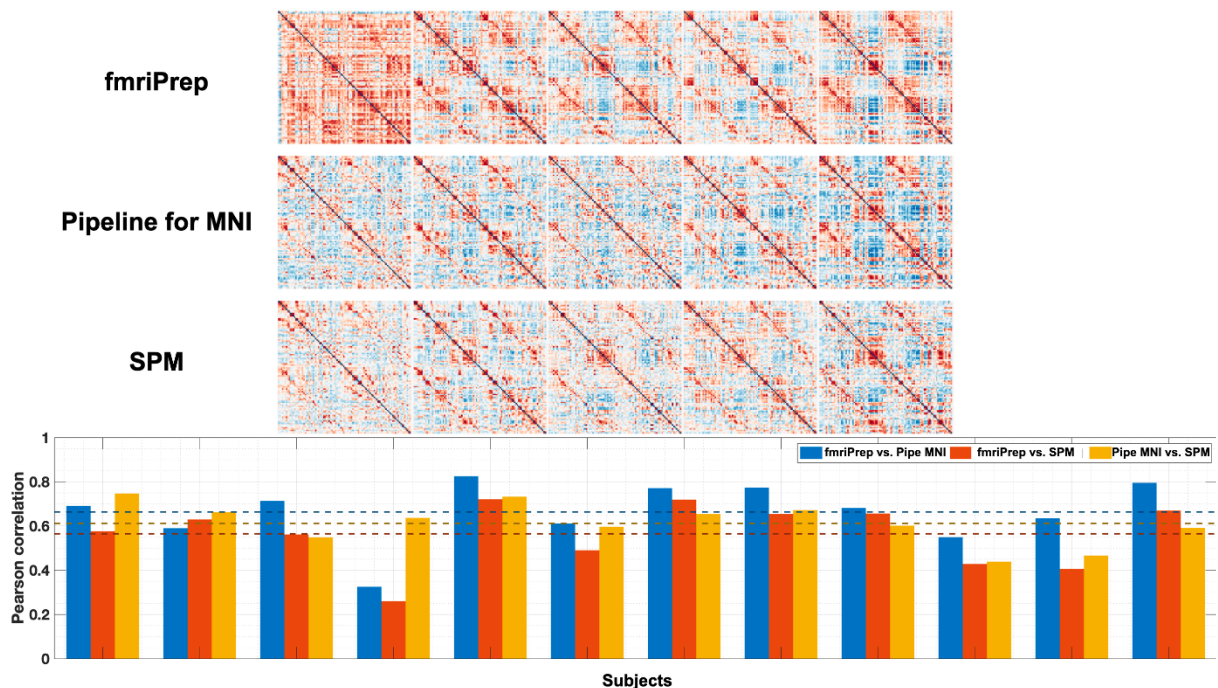 fmriPrep
Pipeline for MNI
SPM
Pearson correlation
1
0.8
0.6
0.4
0.2
0
fmriPrep vs. Pipe MNI fmriPrep vs. SPM Pipe MNI vs. SPM
Subjects